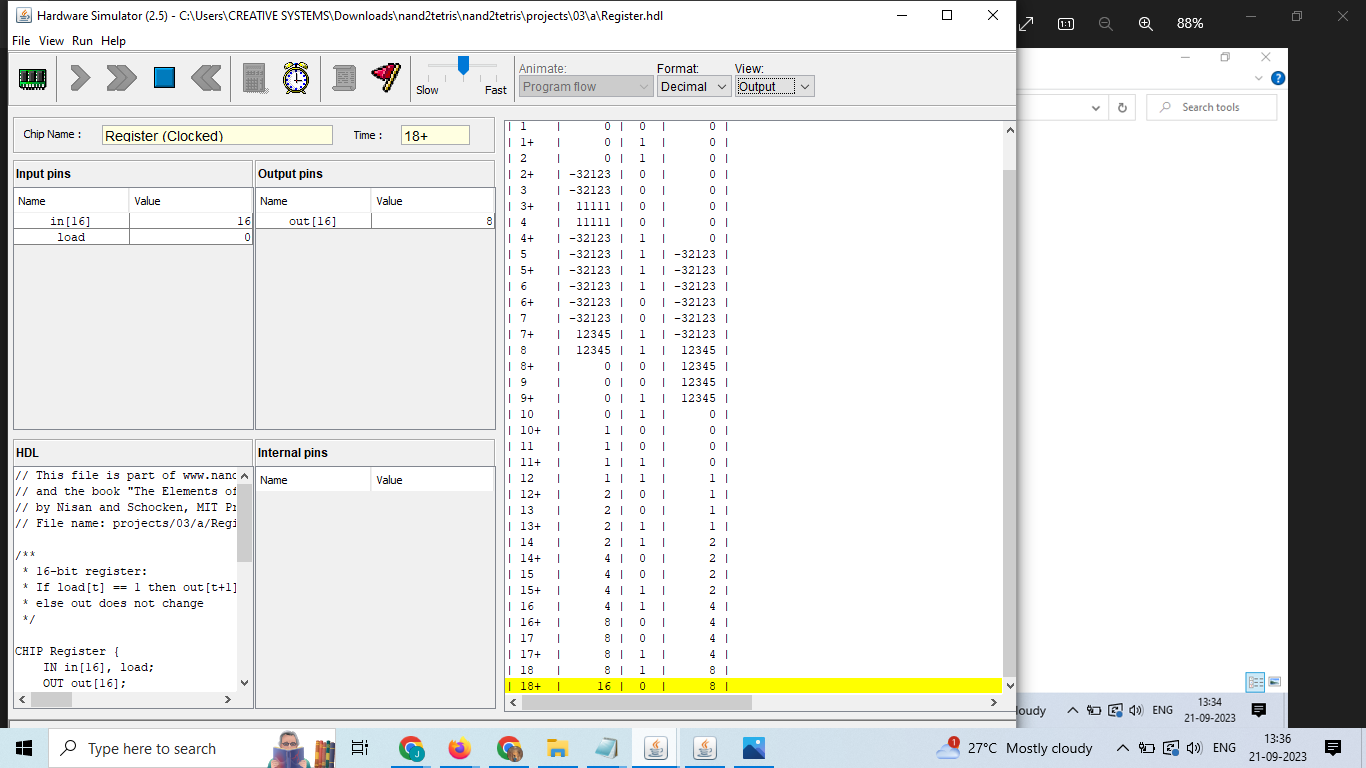 Hardware Simulator (2.5) - C:\Users\CREATIVE SYSTEMS\Downloads\nand2tetris\nand2tetris\projects\03\a\Register.hdl
88%
File View Run Help
Slow Fast
Animate: Format: View:
Program flow Decimal Output
Search tools
Chip Name : Register (Clocked) Time : 18+
Input pins
Name Value
in[16] 16
load 0
Output pins
Name Value
out[16] 8
HDL
// This file is part of www.nand
// and the book "The Elements of
// by Nisan and Schocken, MIT Pr
// File name: projects/03/a/Regi
/**
* 16-bit register:
* If load[t] == 1 then out[t+1]
* else out does not change
*/
CHIP Register {
IN in[16], load;
OUT out[16];
Internal pins
Name Value
| 1 | 0 | 0 | 0 |
| 1+ | 0 | 1 | 0 |
| 2 | 0 | 1 | 0 |
| 2+ | -32123 | 0 | 0 |
| 3 | -32123 | 0 | 0 |
| 3+ | 11111 | 0 | 0 |
| 4 | 11111 | 0 | 0 |
| 4+ | -32123 | 1 | 0 |
| 5 | -32123 | 1 | -32123 |
| 5+ | -32123 | 1 | -32123 |
| 6 | -32123 | 1 | -32123 |
| 6+ | -32123 | 0 | -32123 |
| 7 | -32123 | 0 | -32123 |
| 7+ | 12345 | 1 | -32123 |
| 8 | 12345 | 1 | 12345 |
| 8+ | 0 | 0 | 12345 |
| 9 | 0 | 0 | 12345 |
| 9+ | 0 | 1 | 12345 |
| 10 | 0 | 1 | 0 |
| 10+ | 1 | 0 | 0 |
| 11 | 1 | 0 | 0 |
| 11+ | 1 | 1 | 0 |
| 12 | 1 | 1 | 1 |
| 12+ | 2 | 0 | 1 |
| 13 | 2 | 0 | 1 |
| 13+ | 2 | 1 | 1 |
| 14 | 2 | 1 | 2 |
| 14+ | 4 | 0 | 2 |
| 15 | 4 | 0 | 2 |
| 15+ | 4 | 1 | 2 |
| 16 | 4 | 1 | 4 |
| 16+ | 8 | 0 | 4 |
| 17 | 8 | 0 | 4 |
| 17+ | 8 | 1 | 4 |
| 18 | 8 | 1 | 8 |
| 18+ | 16 | 0 | 8 |
loudy ENG 13:34
21-09-2023
Type here to search
27°C Mostly cloudy ENG 13:36
21-09-2023